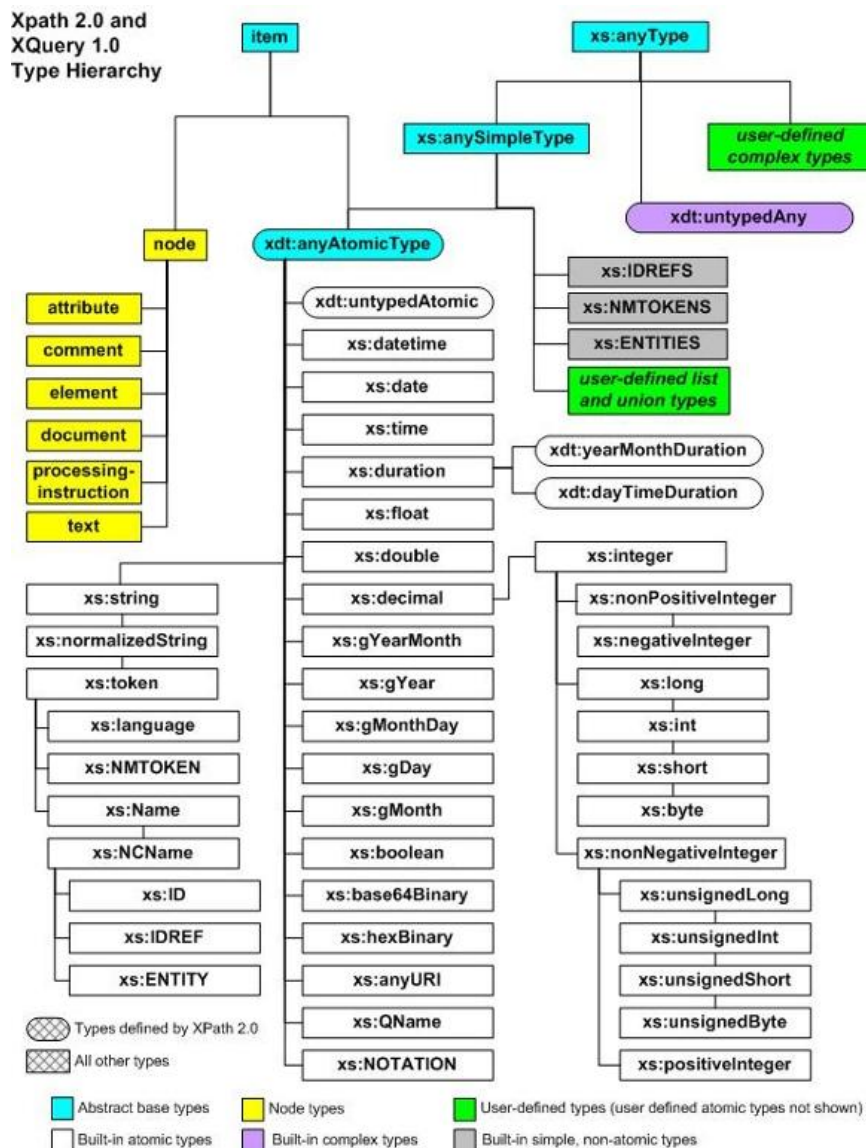 Xpath 2.0 and
XQuery 1.0
Type Hierarchy
item
xs:anyType
xs:anySimpleType
user-defined
complex types
xdt:untypedAny
node
xdt:anyAtomicType
attribute
comment
element
document
processing-
instruction
text
xs:IDREFS
xs:NMTOKENS
xs:ENTITIES
user-defined list
and union types
xdt:untypedAtomic
xs:datetime
xs:date
xs:time
xs:duration
xdt:yearMonthDuration
xdt:dayTimeDuration
xs:float
xs:double
xs:decimal
xs:gYearMonth
xs:gYear
xs:gMonthDay
xs:gDay
xs:gMonth
xs:boolean
xs:base64Binary
xs:hexBinary
xs:anyURI
xs:QName
xs:NOTATION
xs:string
xs:normalizedString
xs:token
xs:language
xs:NMTOKEN
xs:Name
xs:NCName
xs:ID
xs:IDREF
xs:ENTITY
xs:integer
xs:nonPositiveInteger
xs:negativeInteger
xs:long
xs:int
xs:short
xs:byte
xs:nonNegativeInteger
xs:unsignedLong
xs:unsignedInt
xs:unsignedShort
xs:unsignedByte
xs:positiveInteger
Types defined by XPath 2.0
All other types
Abstract base types
Node types
User-defined types (user defined atomic types not shown)
Built-in atomic types
Built-in complex types
Built-in simple, non-atomic types